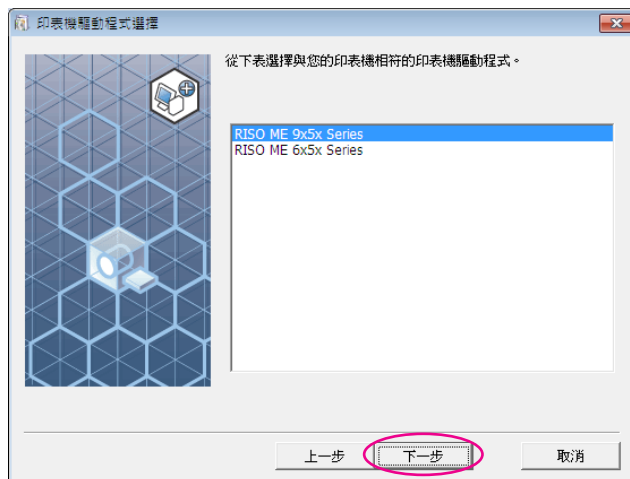 印表機驅動程式選擇
從下表選擇與您的印表機相符的印表機驅動程式。
RISO ME 9x5x Series
RISO ME 6x5x Series
上一步
下一步
取消